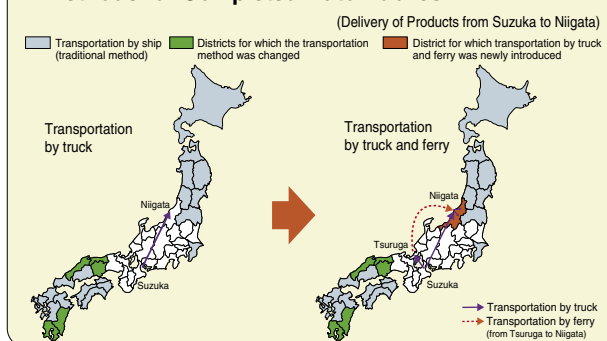 (Delivery of Products from Suzuka to Niigata)
Transportation by ship
(traditional method)
Districts for which the transportation
method was changed
District for which transportation by truck
and ferry was newly introduced
Transportation
by truck
Niigata
Suzuka
Transportation
by truck and ferry
Niigata
Tsuruga
Suzuka
Transportation by truck
Transportation by ferry
(from Tsuruga to Niigata)